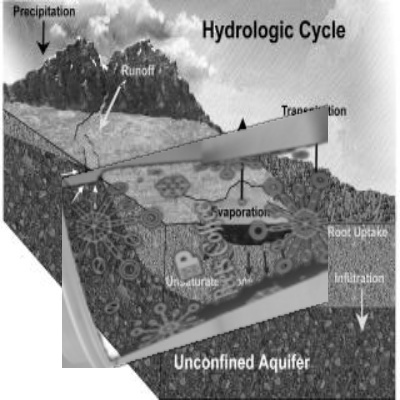 Precipitation
Hydrologic Cycle
Runoff
Evaporation
Root Uptake
Infiltration
Unconfined Aquifer